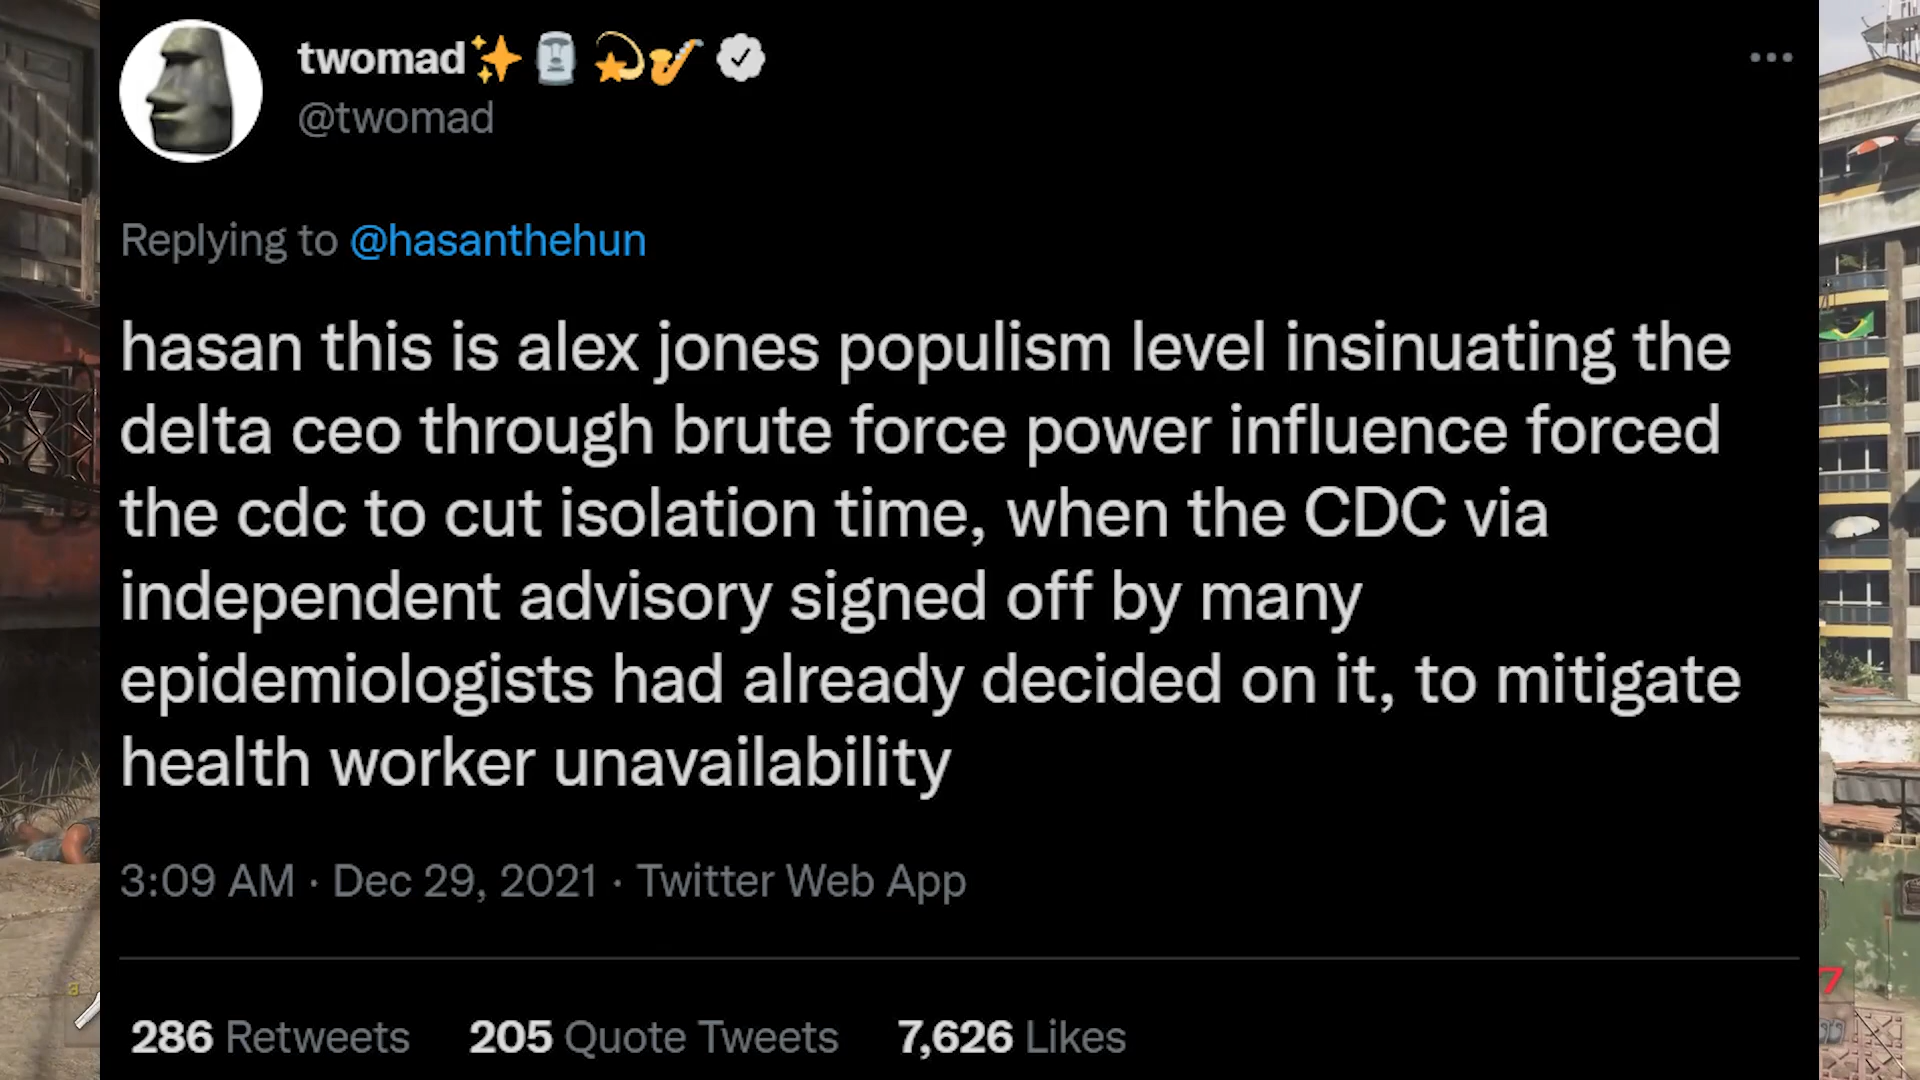 twomad✨🗿💫🎷
@twomad
Replying to @hasanthehun
hasan this is alex jones populism level insinuating the
delta ceo through brute force power influence forced
the cdc to cut isolation time, when the CDC via
independent advisory signed off by many
epidemiologists had already decided on it, to mitigate
health worker unavailability
3:09 AM · Dec 29, 2021 · Twitter Web App
286 Retweets 205 Quote Tweets 7,626 Likes
3
7